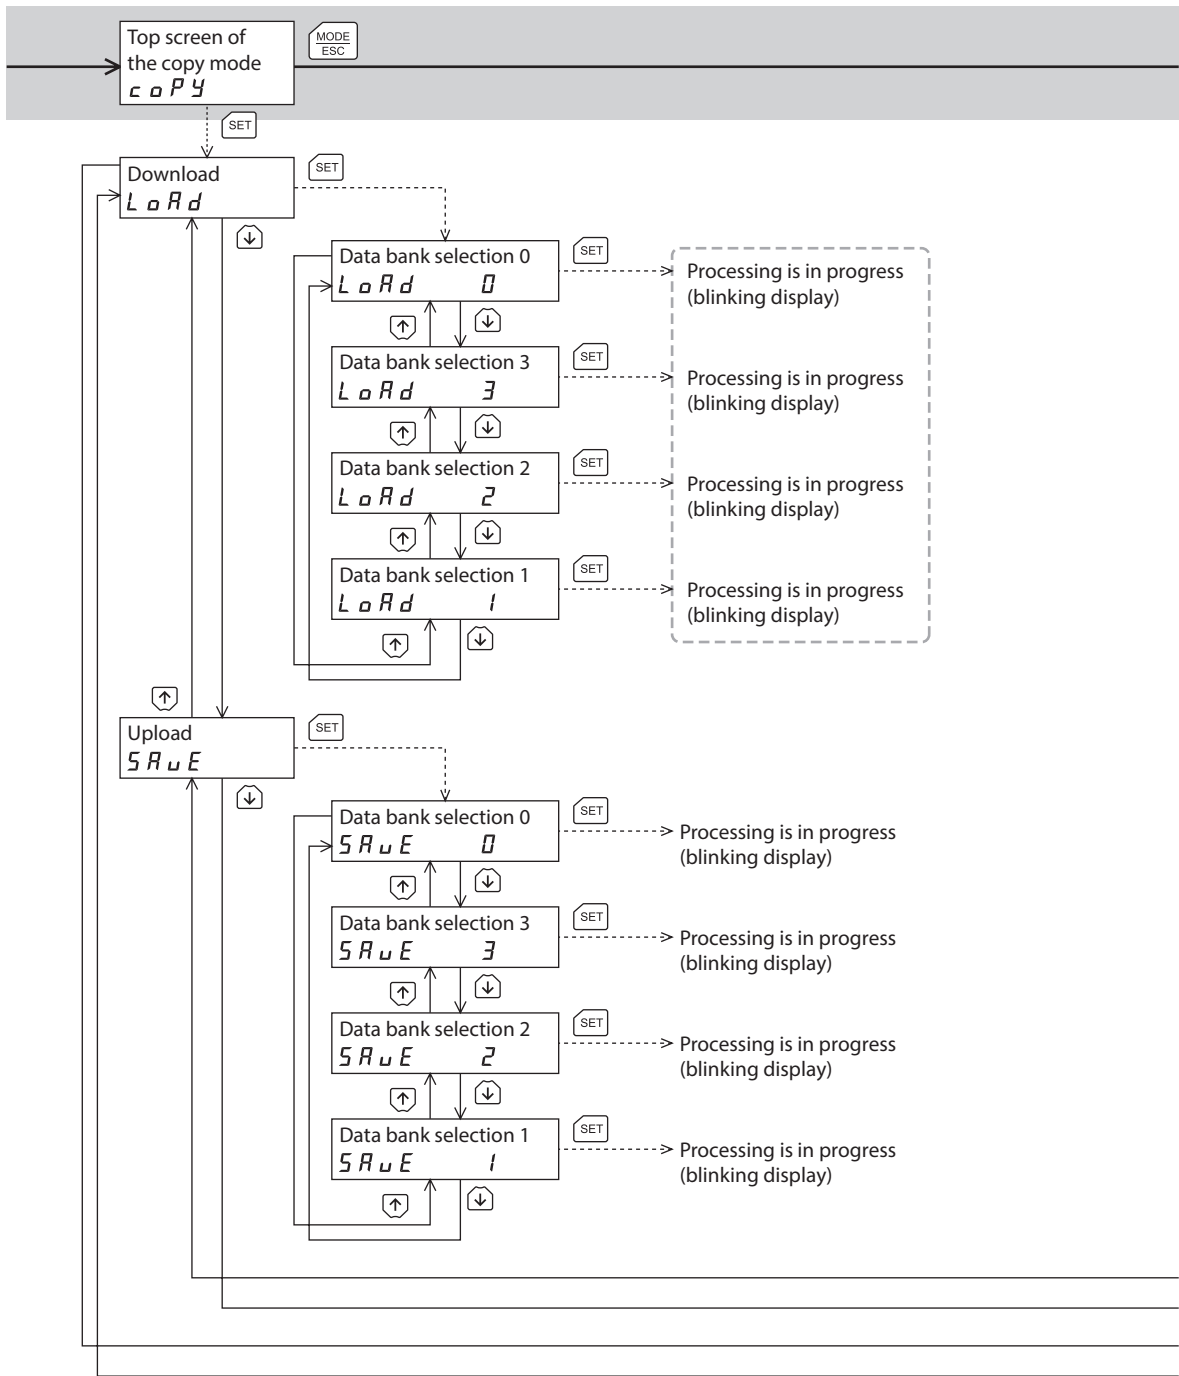 Top screen of
the copy mode
coPY
MODE
ESC
SET
Download
LoAd
SET
Data bank selection 0
LoAd 0
SET
Processing is in progress
(blinking display)
Data bank selection 3
LoAd 3
SET
Processing is in progress
(blinking display)
Data bank selection 2
LoAd 2
SET
Processing is in progress
(blinking display)
Data bank selection 1
LoAd 1
SET
Processing is in progress
(blinking display)
Upload
SAvE
SET
Data bank selection 0
SAvE 0
SET
Processing is in progress
(blinking display)
Data bank selection 3
SAvE 3
SET
Processing is in progress
(blinking display)
Data bank selection 2
SAvE 2
SET
Processing is in progress
(blinking display)
Data bank selection 1
SAvE 1
SET
Processing is in progress
(blinking display)